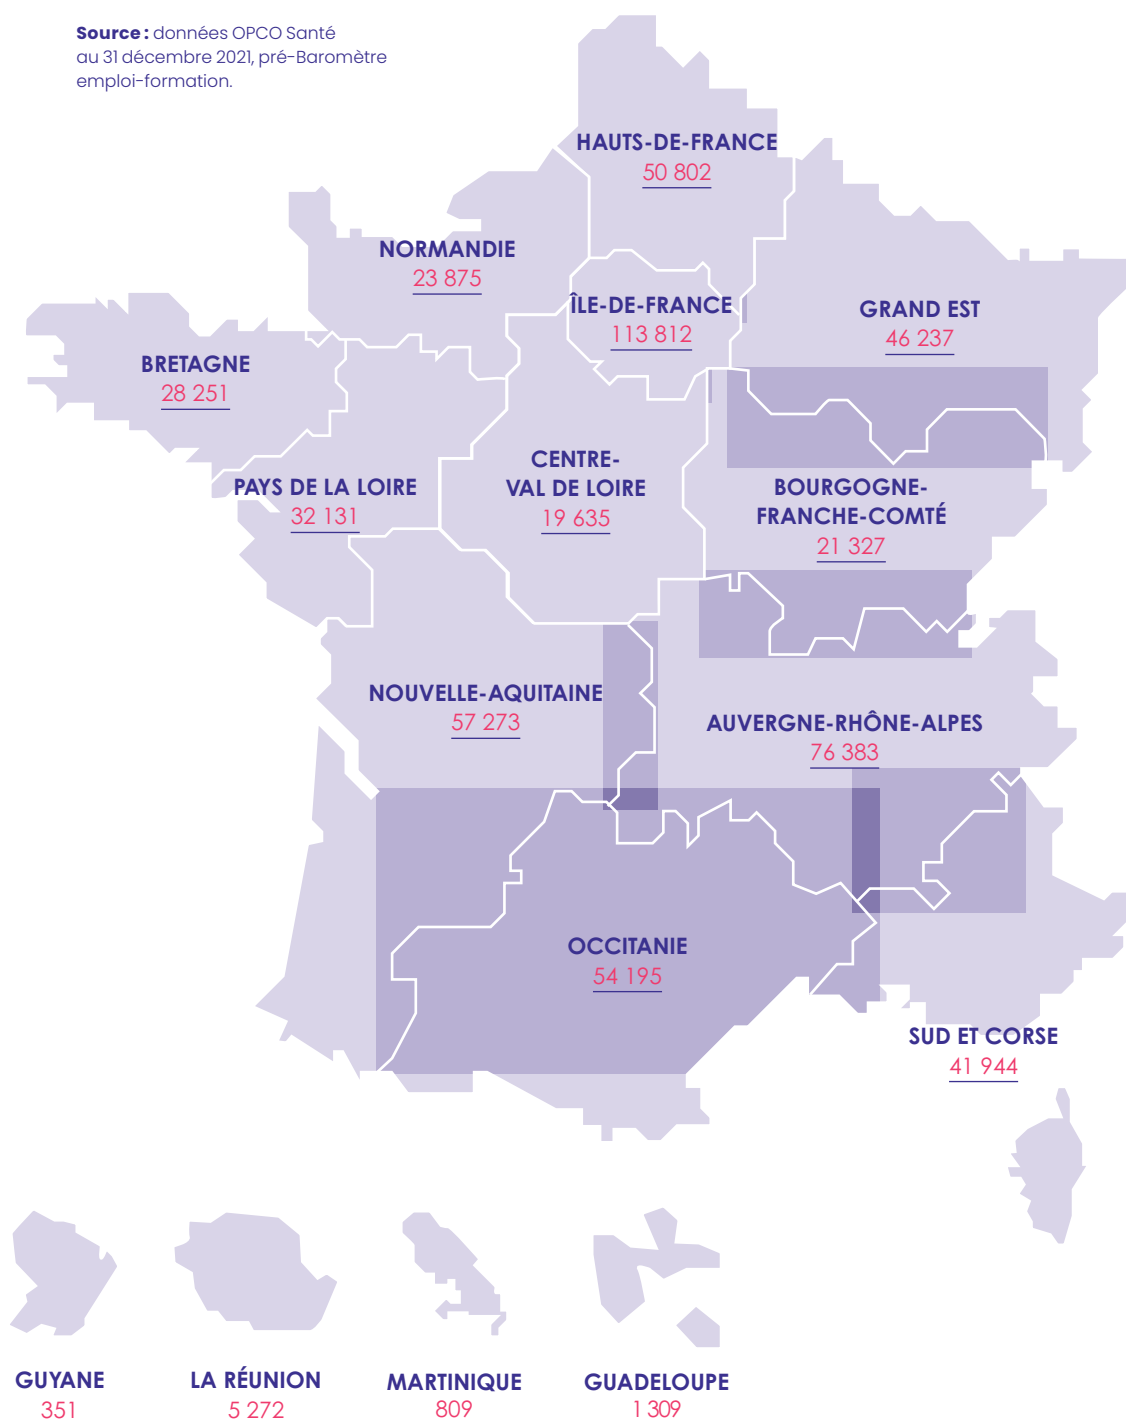 Source : données OPCO Santé
au 31 décembre 2021, pré-Baromètre
emploi-formation.
HAUTS-DE-FRANCE
50 802
NORMANDIE
23 875
ÎLE-DE-FRANCE
113 812
GRAND EST
46 237
BRETAGNE
28 251
PAYS DE LA LOIRE
32 131
CENTRE-
VAL DE LOIRE
19 635
BOURGOGNE-
FRANCHE-COMTÉ
21 327
NOUVELLE-AQUITAINE
57 273
AUVERGNE-RHÔNE-ALPES
76 383
OCCITANIE
54 195
SUD ET CORSE
41 944
GUYANE
351
LA RÉUNION
5 272
MARTINIQUE
809
GUADELOUPE
1 309